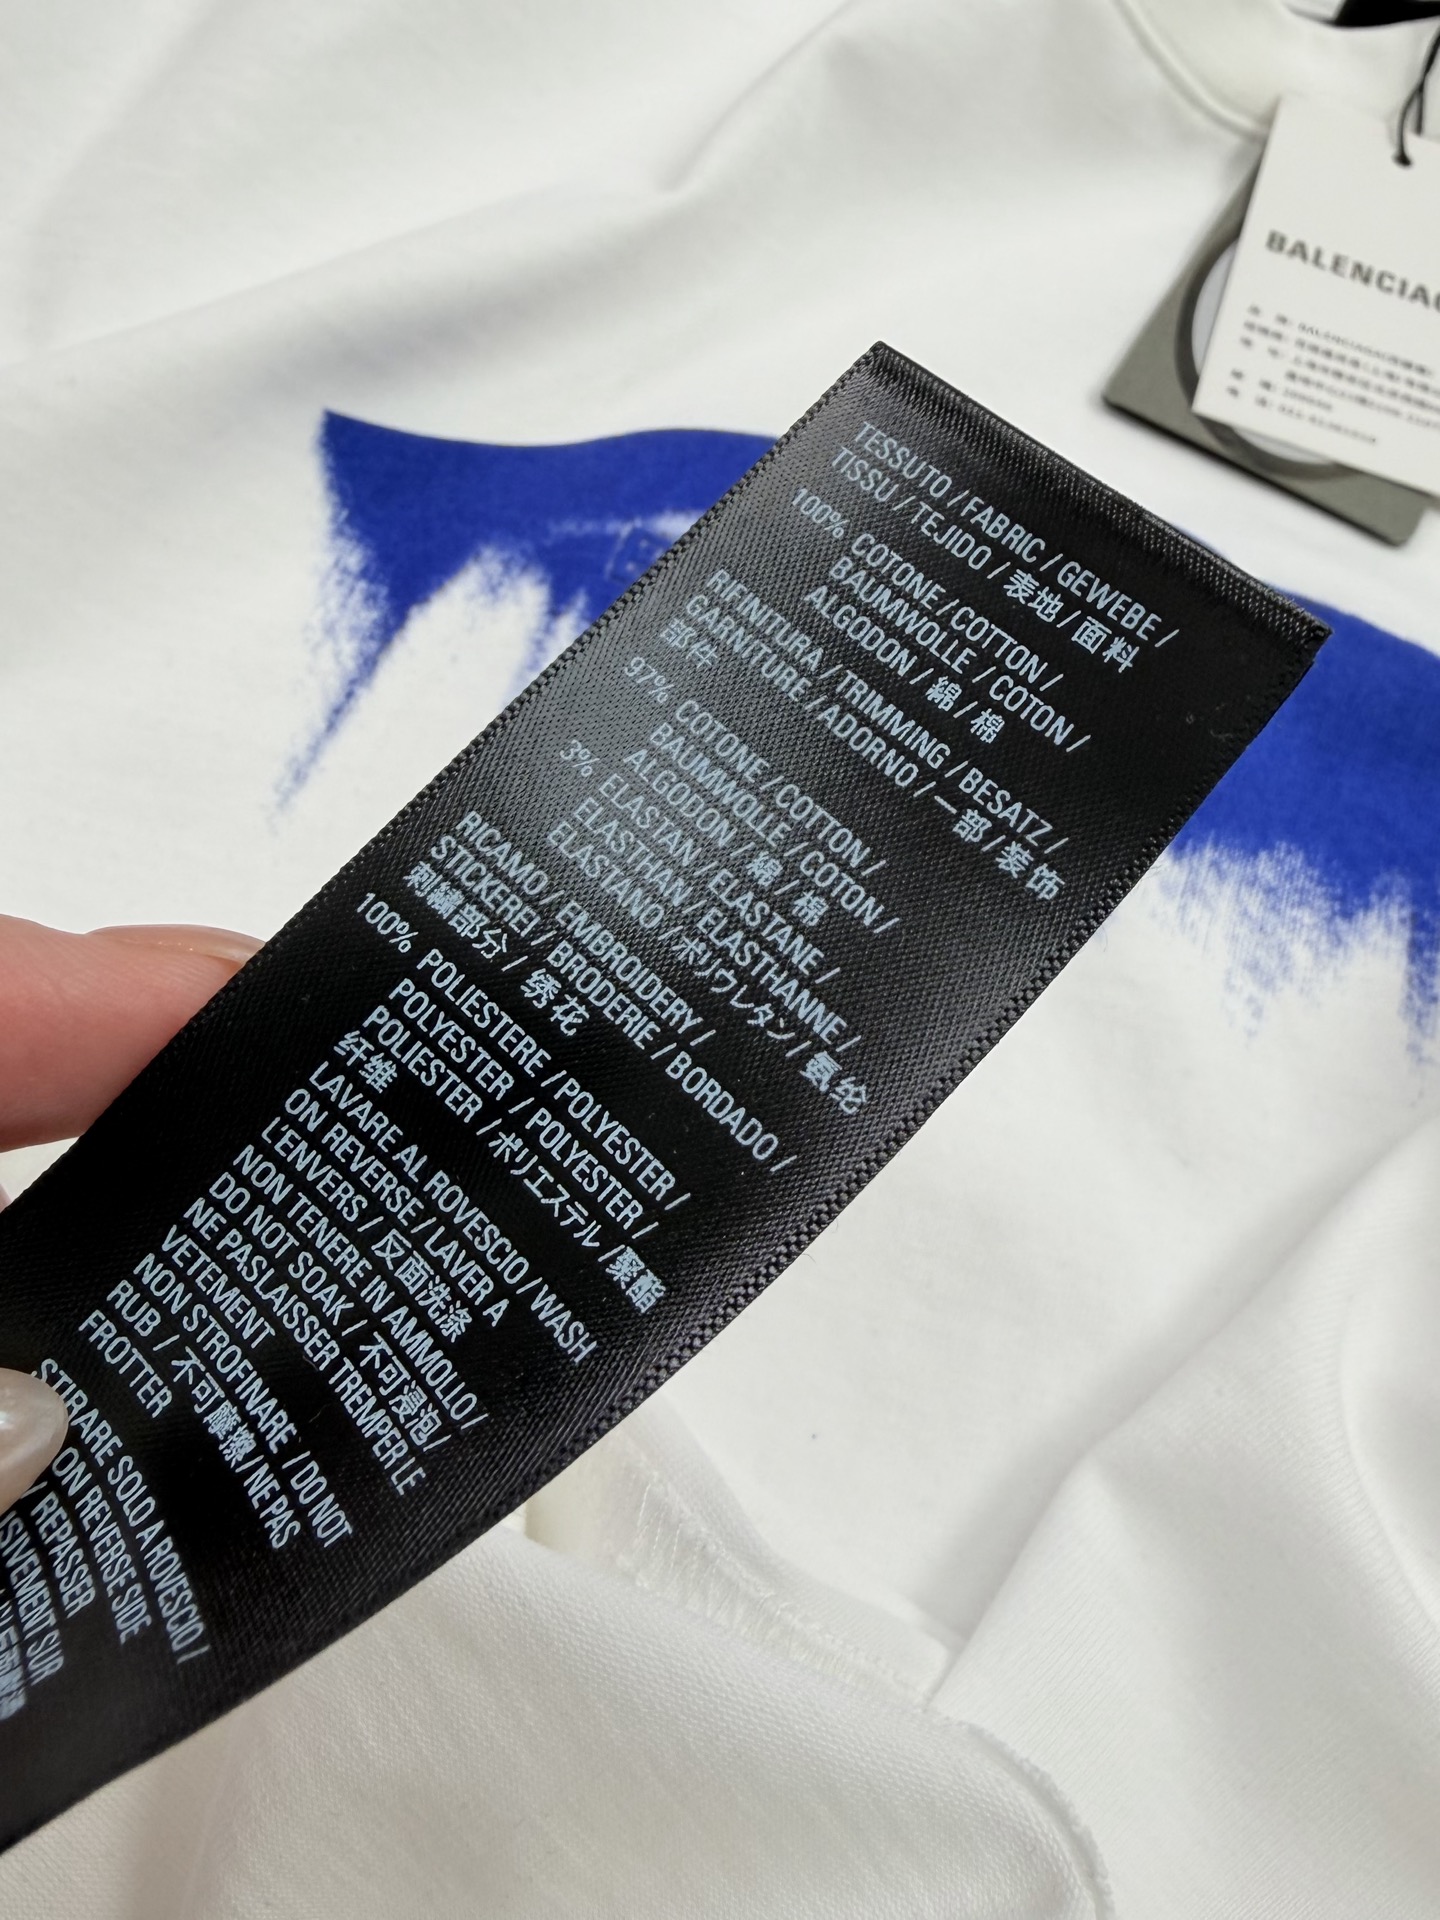 BALENCIAG
TESSUTO / FABRIC / GEWEBE /
TISSU / TEJIDO / 表地 / 面料
100% COTONE / COTTON /
BAUMWOLLE / COTON /
ALGODON / 綿 / 棉
RIFINITURA / TRIMMING / BESATZ /
GARNITURE / ADORNO / 一部 / 装饰
部件
97% COTONE / COTTON /
BAUMWOLLE / COTON /
ALGODON / 綿 / 棉
3% ELASTAN / ELASTANE /
ELASTHAN / ELASTHANNE /
ELASTANO / ポリウレタン / 氨纶
RICAMO / EMBROIDERY /
STICKEREI / BRODERIE / BORDADO /
刺繍部分 / 绣花
100% POLIESTERE / POLYESTER /
POLYESTER / POLYESTER /
POLIESTER / ポリエステル / 聚酯
纤维
LAVARE AL ROVESCIO / WASH
ON REVERSE / LAVER A
L'ENVERS / 反面洗涤
NON TENERE IN AMMOLLO /
DO NOT SOAK / 不可浸泡 /
NE PAS LAISSER TREMPER LE
VETEMENT
NON STROFINARE / DO NOT
RUB / 不可摩擦 / NE PAS
FROTTER
STIRARE SOLO A ROVESCIO /
ON REVERSE SIDE
/ REPASSER
SIVEMENT SUR